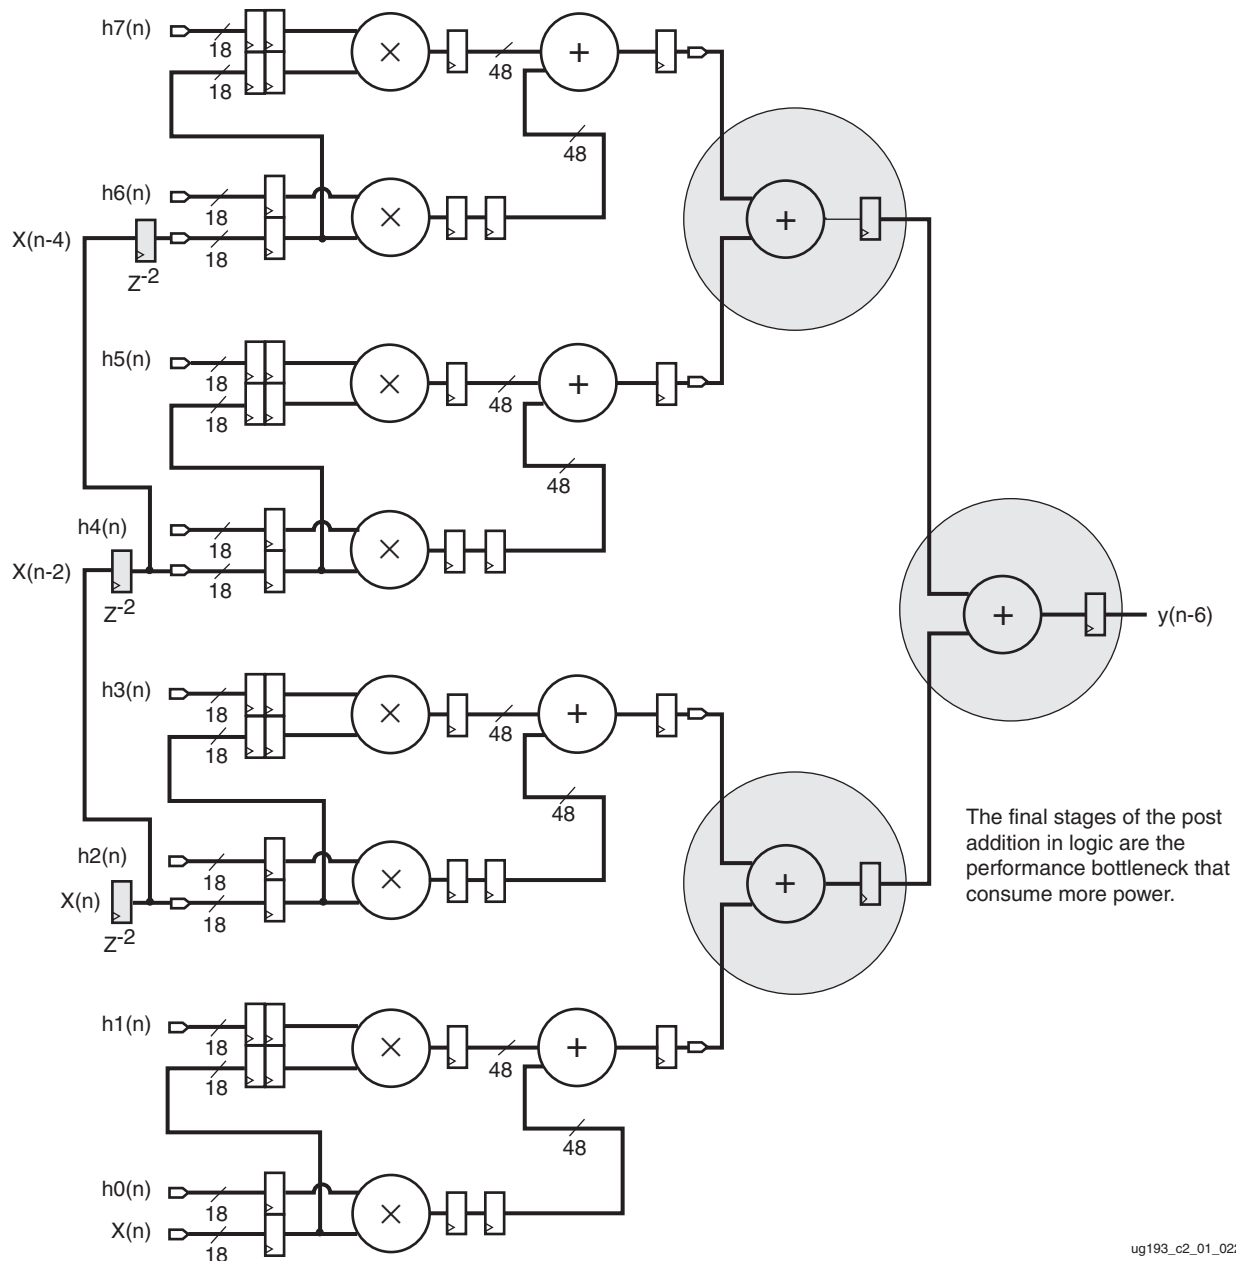 h7(n)
18
18
48
48
h6(n)
18
X(n-4)
18
Z-2
h5(n)
18
18
48
48
h4(n)
18
X(n-2)
18
Z-2
h3(n)
18
18
48
48
h2(n)
18
X(n)
18
Z-2
h1(n)
18
18
48
48
h0(n)
18
X(n)
18
×
×
×
×
×
×
×
×
+
+
+
+
+
+
+
y(n-6)
The final stages of the post
addition in logic are the
performance bottleneck that
consume more power.